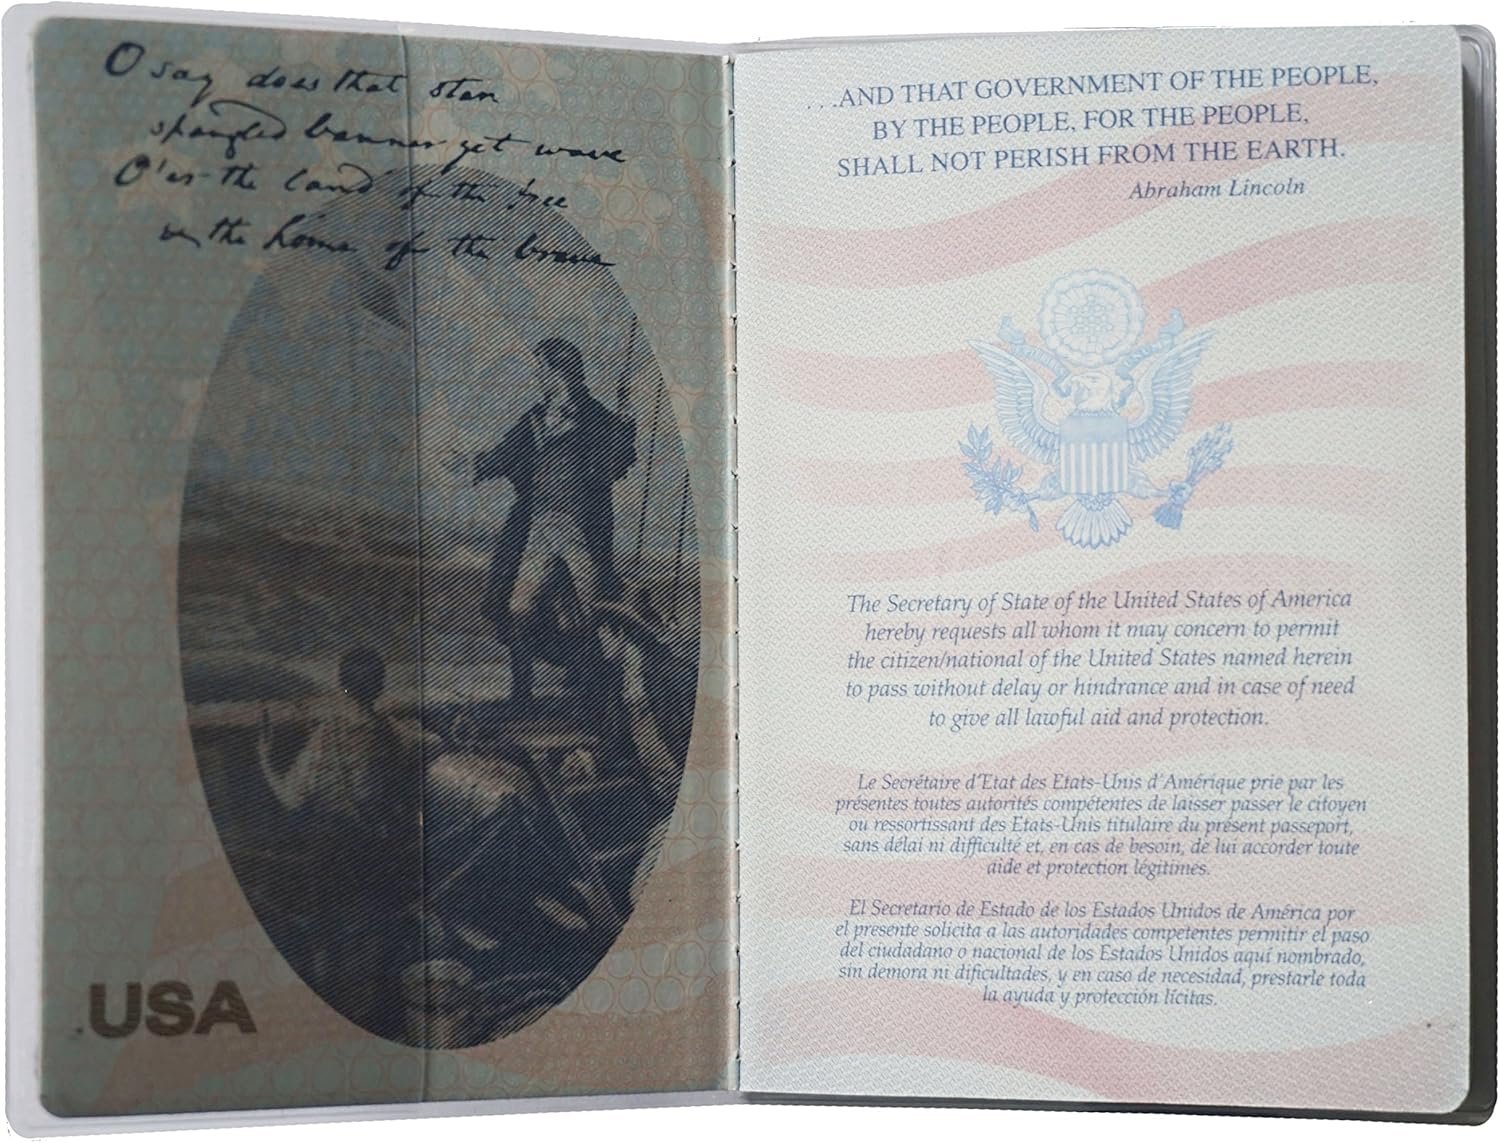 O say does that star
spangled banner yet wave
O'er the land of the free
on the home of the brave
USA
...AND THAT GOVERNMENT OF THE PEOPLE,
BY THE PEOPLE, FOR THE PEOPLE,
SHALL NOT PERISH FROM THE EARTH.
Abraham Lincoln
The Secretary of State of the United States of America
hereby requests all whom it may concern to permit
the citizen/national of the United States named herein
to pass without delay or hindrance and in case of need
to give all lawful aid and protection.
Le Secrétaire d'Etat des Etats-Unis d'Amérique prie par les
présentes toutes autorités compétentes de laisser passer le citoyen
ou ressortissant des Etats-Unis titulaire du présent passeport,
sans délai ni difficulté et, en cas de besoin, de lui accorder toute
aide et protection légitimes.
El Secretario de Estado de los Estados Unidos de América por
el presente solicita a las autoridades competentes permitir el paso
del ciudadano o nacional de los Estados Unidos aquí nombrado,
sin demora ni dificultades, y en caso de necesidad, prestarle toda
la ayuda y protección lícitas.